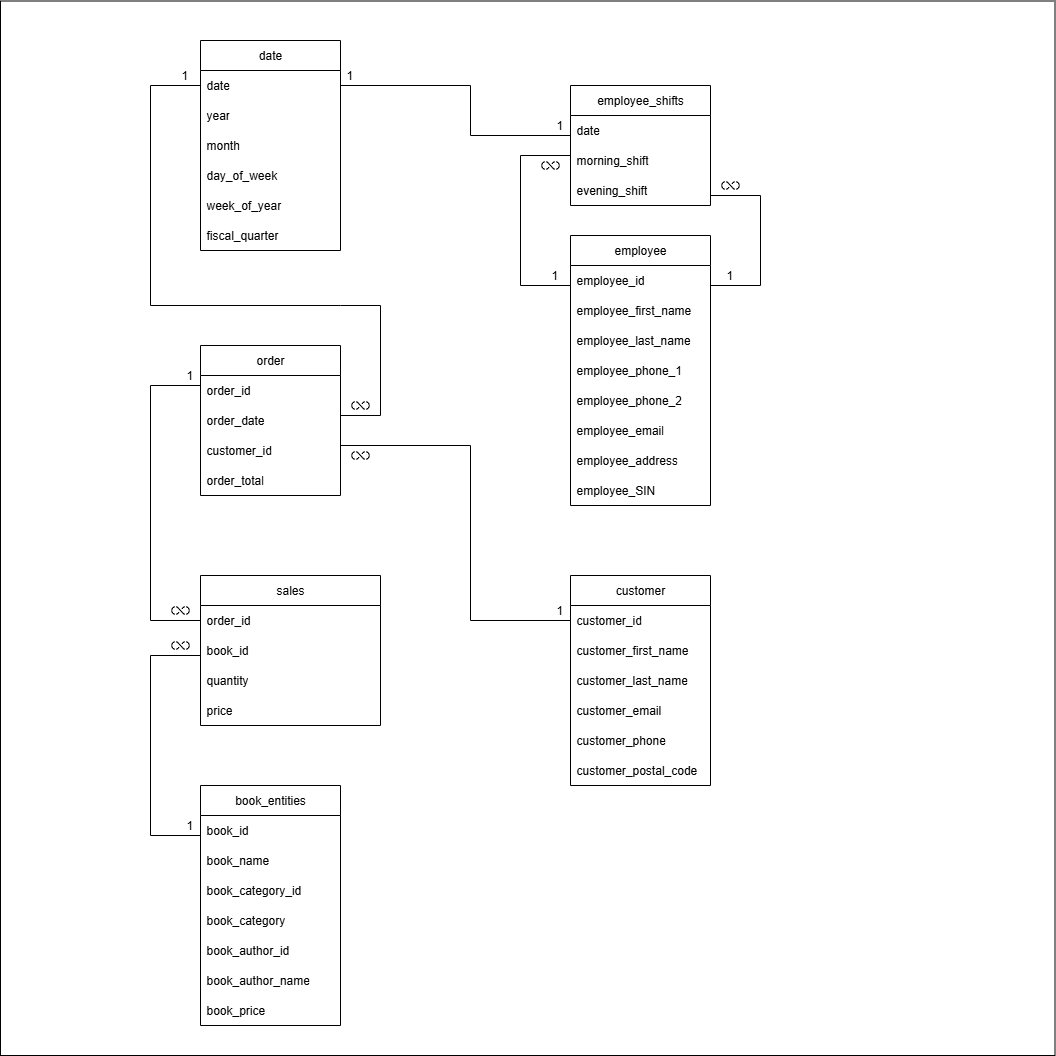 date
1
1
date
year
month
day_of_week
week_of_year
fiscal_quarter
employee_shifts
1
date
morning_shift
evening_shift
∞
∞
employee
1
1
employee_id
employee_first_name
employee_last_name
employee_phone_1
employee_phone_2
employee_email
employee_address
employee_SIN
order
1
order_id
order_date
customer_id
order_total
∞
∞
sales
∞
order_id
∞
book_id
quantity
price
customer
1
customer_id
customer_first_name
customer_last_name
customer_email
customer_phone
customer_postal_code
book_entities
1
book_id
book_name
book_category_id
book_category
book_author_id
book_author_name
book_price